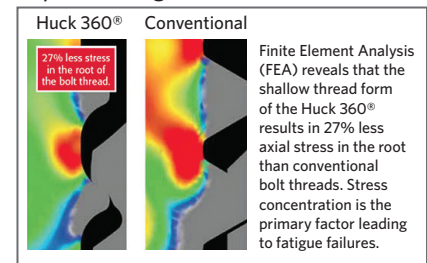 Huck 360® Conventional
27% less stress
in the root of
the bolt thread.
Finite Element Analysis
(FEA) reveals that the
shallow thread form
of the Huck 360®
results in 27% less
axial stress in the root
than conventional
bolt threads. Stress
concentration is the
primary factor leading
to fatigue failures.